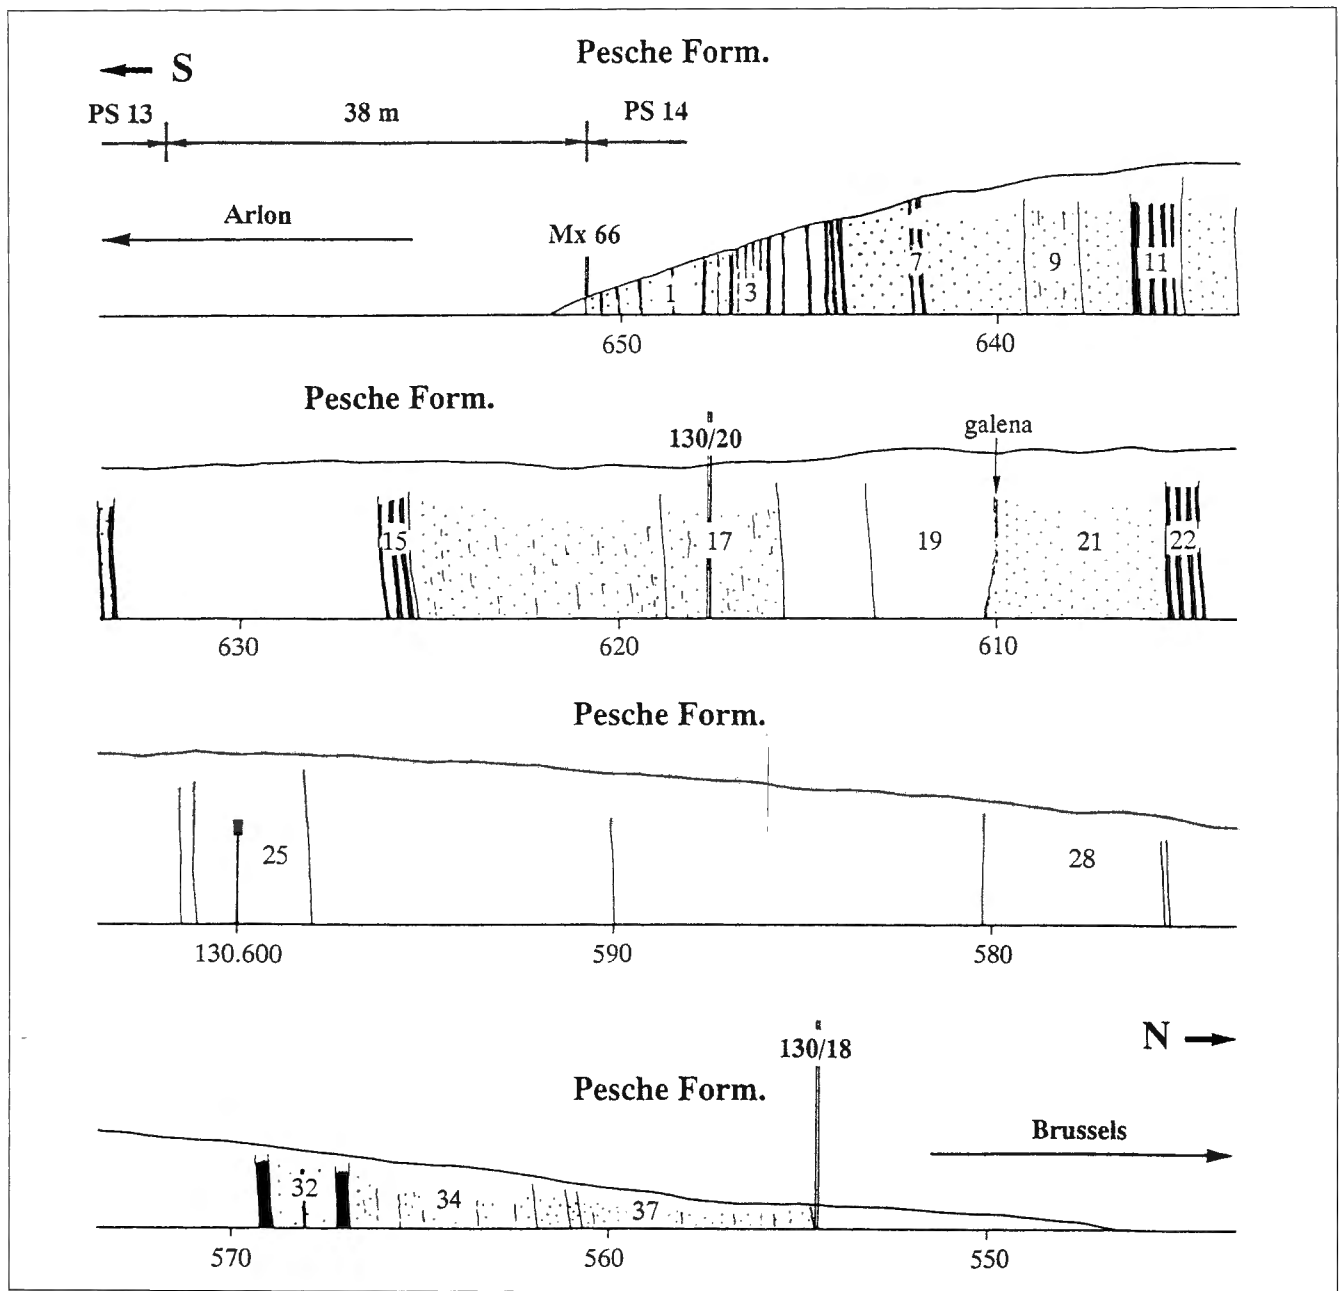 Pesche Form.
S
PS 13
38 m
PS 14
Arlon
Mx 66
1
3
7
9
11
650
640
Pesche Form.
130/20
galena
15
17
19
21
22
630
620
610
Pesche Form.
25
28
130.600
590
580
N
130/18
Pesche Form.
Brussels
32
34
37
570
560
550